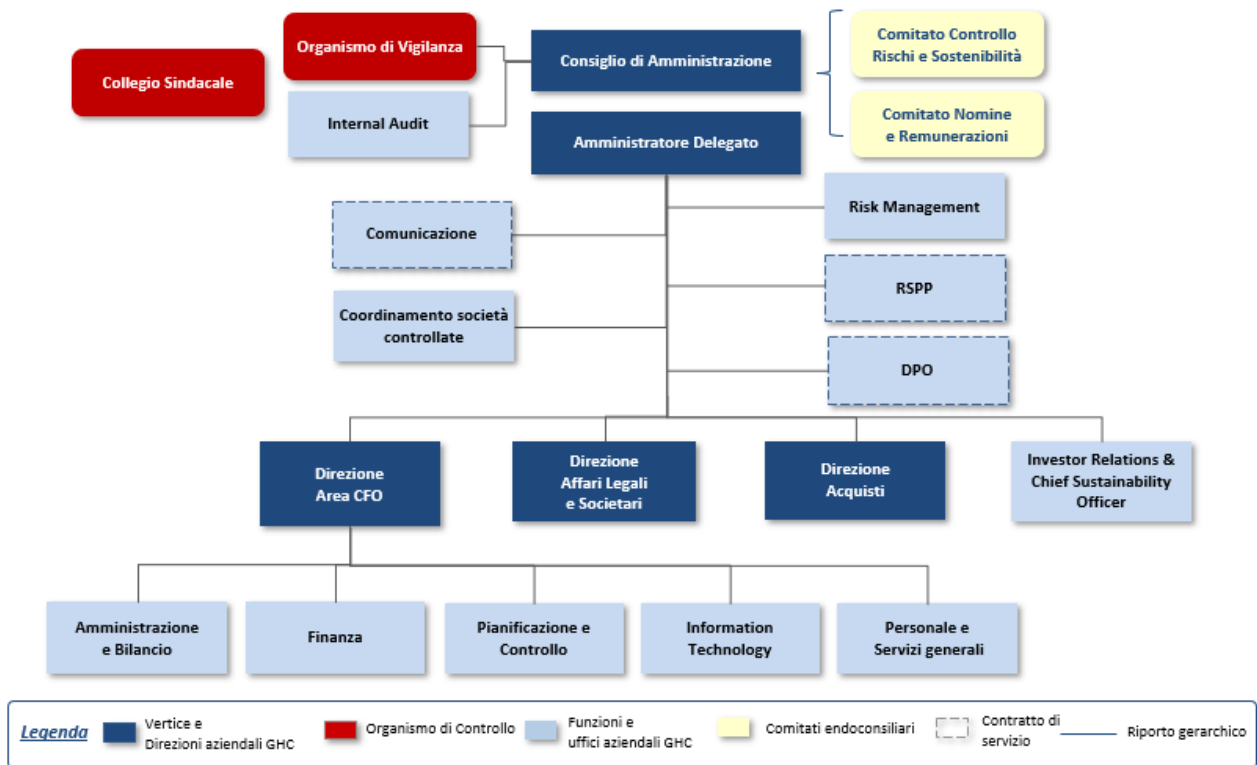 Organismo di Vigilanza
Consiglio di Amministrazione
Comitato Controllo
Rischi e Sostenibilità
Collegio Sindacale
Internal Audit
Amministratore Delegato
Comitato Nomine
e Remunerazioni
Comunicazione
Risk Management
RSPP
Coordinamento società
controllate
DPO
Direzione
Area CFO
Direzione
Affari Legali
e Societari
Direzione
Acquisti
Investor Relations &
Chief Sustainability
Officer
Amministrazione
e Bilancio
Finanza
Pianificazione e
Controllo
Information
Technology
Personale e
Servizi generali
Legenda
Vertice e
Direzioni aziendali GHC
Organismo di Controllo
Funzioni e
uffici aziendali GHC
Comitati endoconsiliari
Contratto di
servizio
Riporto gerarchico